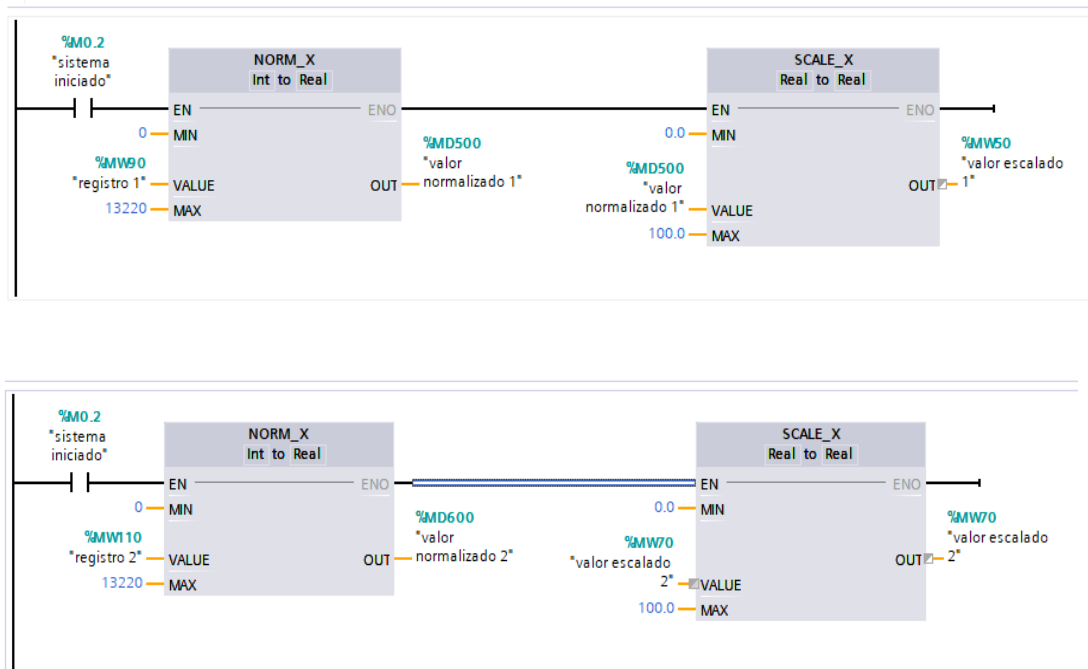 %M0.2
"sistema
iniciado"
NORM_X
Int to Real
EN
ENO
0
MIN
%MW90
"registro 1"
VALUE
13220
MAX
OUT
%MD500
"valor
normalizado 1"
SCALE_X
Real to Real
EN
ENO
0.0
MIN
%MD500
"valor
normalizado 1"
VALUE
100.0
MAX
OUT
%MW50
"valor escalado
1"
%M0.2
"sistema
iniciado"
NORM_X
Int to Real
EN
ENO
0
MIN
%MW110
"registro 2"
VALUE
13220
MAX
OUT
%MD600
"valor
normalizado 2"
SCALE_X
Real to Real
EN
ENO
0.0
MIN
%MW70
"valor escalado
2"
VALUE
100.0
MAX
OUT
%MW70
"valor escalado
2"